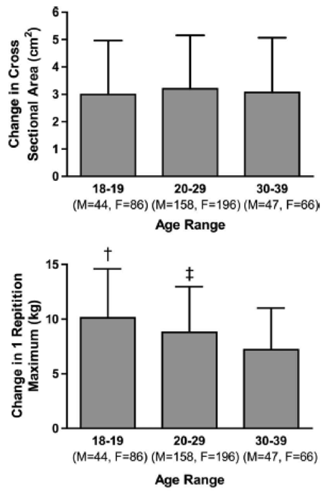 Change in Cross
Sectional Area (cm²)
6
5
4
3
2
1
0
18-19 20-29 30-39
(M=44, F=86) (M=158, F=196) (M=47, F=66)
Age Range
Change in 1 Reptition
Maximum (kg)
15
10
5
0
† ‡
18-19 20-29 30-39
(M=44, F=86) (M=158, F=196) (M=47, F=66)
Age Range